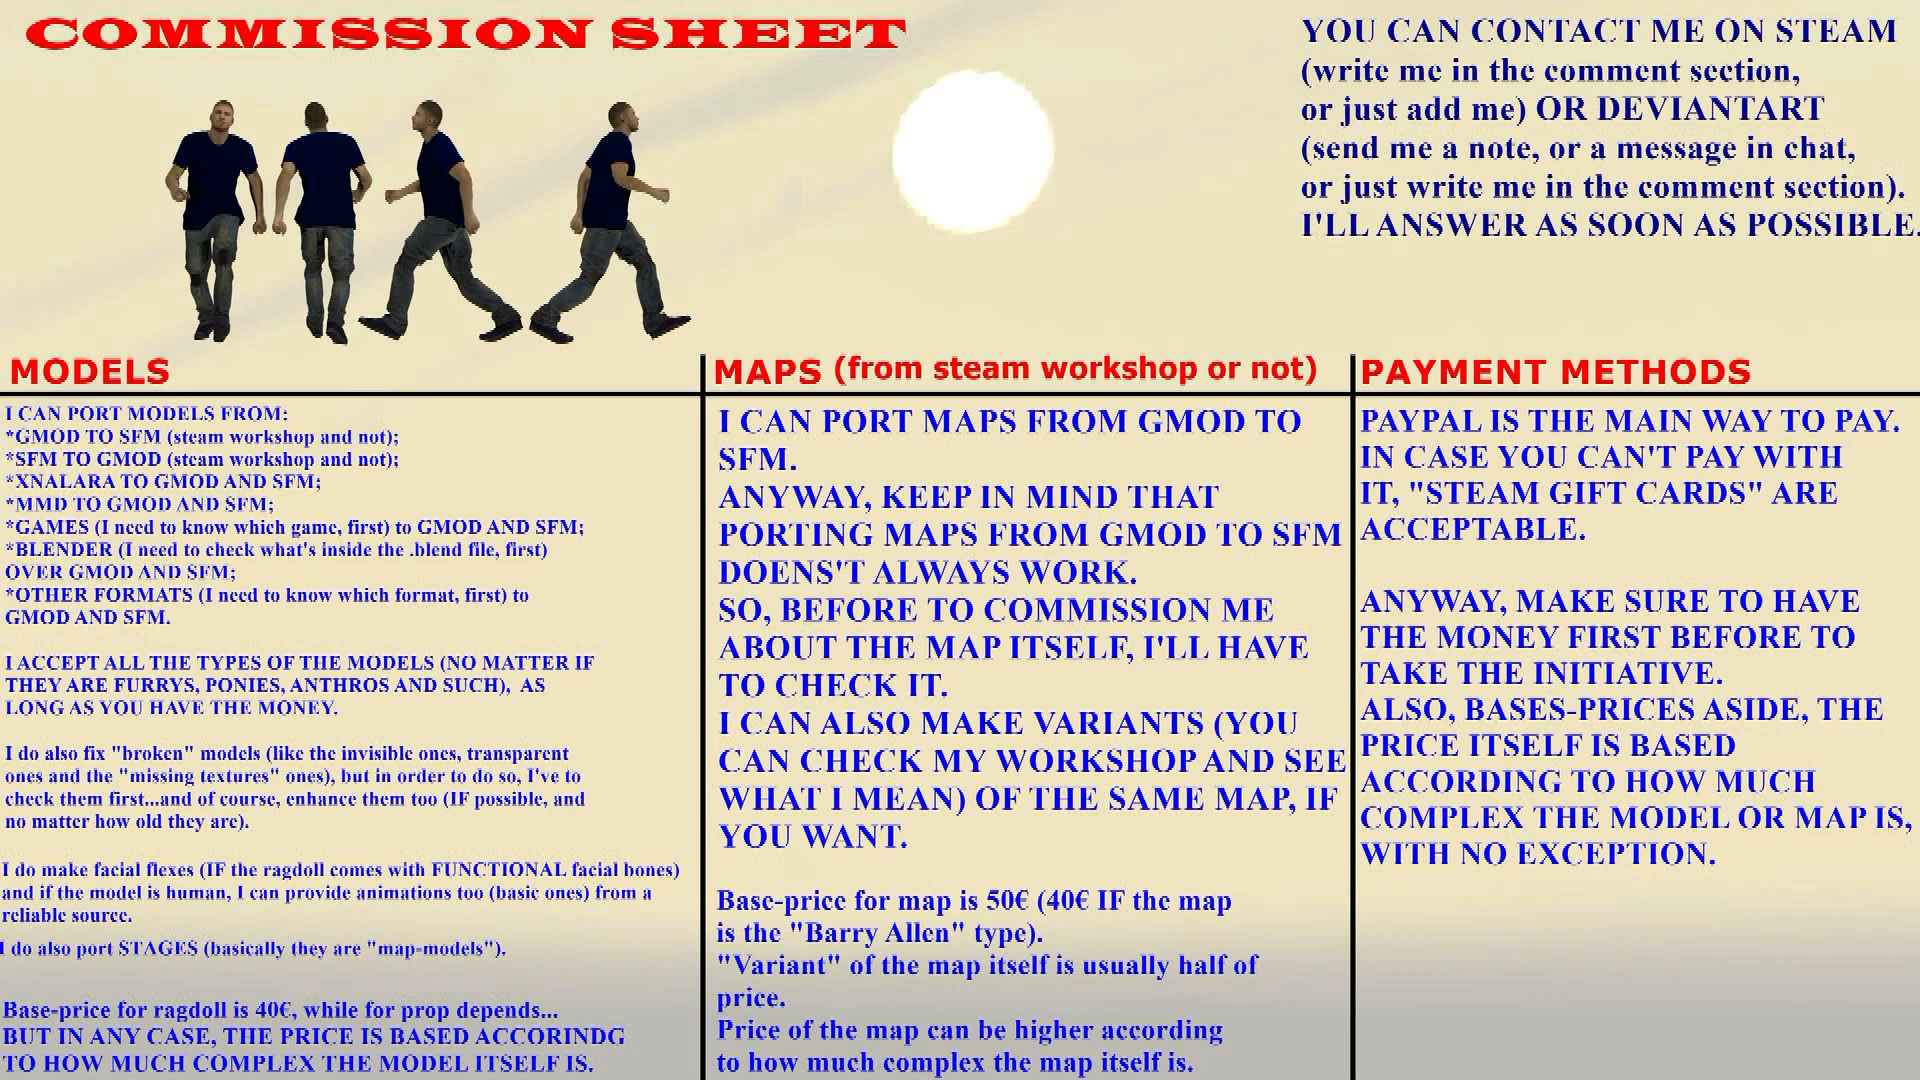 COMMISSION SHEET
YOU CAN CONTACT ME ON STEAM
(write me in the comment section,
or just add me) OR DEVIANTART
(send me a note, or a message in chat,
or just write me in the comment section).
I'LL ANSWER AS SOON AS POSSIBLE.
MODELS
I CAN PORT MODELS FROM:
*GMOD TO SFM (steam workshop and not);
*SFM TO GMOD (steam workshop and not);
*XNALARA TO GMOD AND SFM;
*MMD TO GMOD AND SFM;
*GAMES (I need to know which game, first) to GMOD AND SFM;
*BLENDER (I need to check what's inside the .blend file, first)
OVER GMOD AND SFM;
*OTHER FORMATS (I need to know which format, first) to
GMOD AND SFM.
I ACCEPT ALL THE TYPES OF THE MODELS (NO MATTER IF
THEY ARE FURRYS, PONIES, ANTHROS AND SUCH), AS
LONG AS YOU HAVE THE MONEY.
I do also fix "broken" models (like the invisible ones, transparent
ones and the "missing textures" ones), but in order to do so, I've to
check them first...and of course, enhance them too (IF possible, and
no matter how old they are).
I do make facial flexes (IF the ragdoll comes with FUNCTIONAL facial bones)
and if the model is human, I can provide animations too (basic ones) from a
reliable source.
I do also port STAGES (basically they are "map-models").
Base-price for ragdoll is 40€, while for prop depends...
BUT IN ANY CASE, THE PRICE IS BASED ACCORINDG
TO HOW MUCH COMPLEX THE MODEL ITSELF IS.
MAPS (from steam workshop or not)
I CAN PORT MAPS FROM GMOD TO
SFM.
ANYWAY, KEEP IN MIND THAT
PORTING MAPS FROM GMOD TO SFM
DOENS'T ALWAYS WORK.
SO, BEFORE TO COMMISSION ME
ABOUT THE MAP ITSELF, I'LL HAVE
TO CHECK IT.
I CAN ALSO MAKE VARIANTS (YOU
CAN CHECK MY WORKSHOP AND SEE
WHAT I MEAN) OF THE SAME MAP, IF
YOU WANT.
Base-price for map is 50€ (40€ IF the map
is the "Barry Allen" type).
"Variant" of the map itself is usually half of
price.
Price of the map can be higher according
to how much complex the map itself is.
PAYMENT METHODS
PAYPAL IS THE MAIN WAY TO PAY.
IN CASE YOU CAN'T PAY WITH
IT, "STEAM GIFT CARDS" ARE
ACCEPTABLE.
ANYWAY, MAKE SURE TO HAVE
THE MONEY FIRST BEFORE TO
TAKE THE INITIATIVE.
ALSO, BASES-PRICES ASIDE, THE
PRICE ITSELF IS BASED
ACCORDING TO HOW MUCH
COMPLEX THE MODEL OR MAP IS,
WITH NO EXCEPTION.